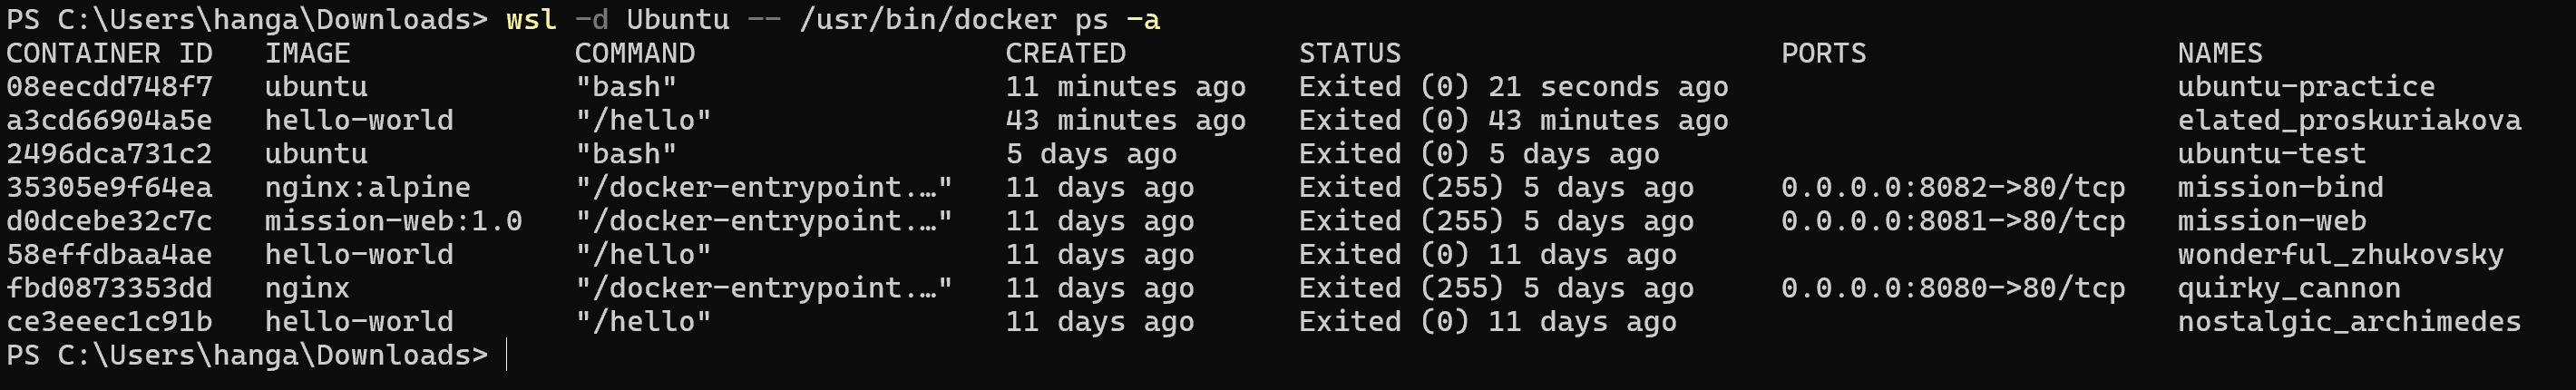 PS C:\Users\hanga\Downloads> wsl -d Ubuntu -- /usr/bin/docker ps -a
CONTAINER ID   IMAGE             COMMAND                  CREATED          STATUS                      PORTS                  NAMES
08eecdd748f7   ubuntu            "bash"                   11 minutes ago   Exited (0) 21 seconds ago                          ubuntu-practice
a3cd66904a5e   hello-world       "/hello"                 43 minutes ago   Exited (0) 43 minutes ago                          elated_proskuriakova
2496dca731c2   ubuntu            "bash"                   5 days ago       Exited (0) 5 days ago                              ubuntu-test
35305e9f64ea   nginx:alpine      "/docker-entrypoint.…"   11 days ago      Exited (255) 5 days ago     0.0.0.0:8082->80/tcp   mission-bind
d0dcebe32c7c   mission-web:1.0   "/docker-entrypoint.…"   11 days ago      Exited (255) 5 days ago     0.0.0.0:8081->80/tcp   mission-web
58effdbaa4ae   hello-world       "/hello"                 11 days ago      Exited (0) 11 days ago                             wonderful_zhukovsky
fbd0873353dd   nginx             "/docker-entrypoint.…"   11 days ago      Exited (255) 5 days ago     0.0.0.0:8080->80/tcp   quirky_cannon
ce3eeec1c91b   hello-world       "/hello"                 11 days ago      Exited (0) 11 days ago                             nostalgic_archimedes
PS C:\Users\hanga\Downloads>